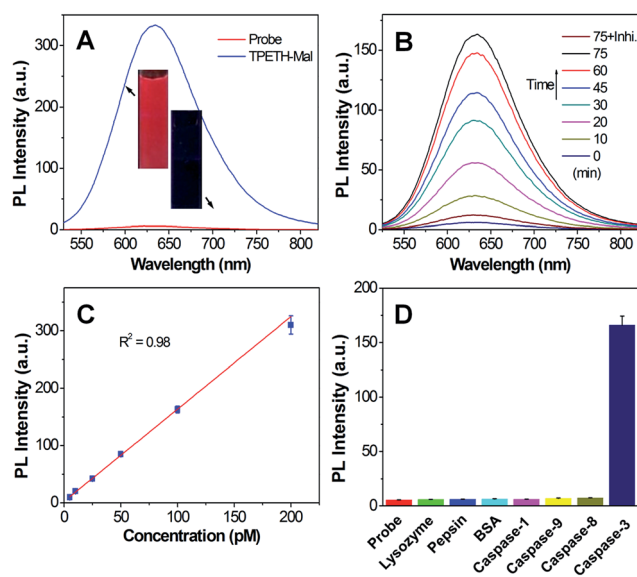 A
Probe
TPETH-Mal
PL Intensity (a.u.)
300
200
100
0
550 600 650 700 750 800
Wavelength (nm)
B
75+Inhi.
75
60
Time
45
30
20
10
0
(min)
PL Intensity (a.u.)
150
100
50
0
550 600 650 700 750 800
Wavelength (nm)
C
R² = 0.98
PL Intensity (a.u.)
300
200
100
0
0 50 100 150 200
Concentration (pM)
D
PL Intensity (a.u.)
200
150
100
50
0
Probe
Lysozyme
Pepsin
BSA
Caspase-1
Caspase-9
Caspase-8
Caspase-3